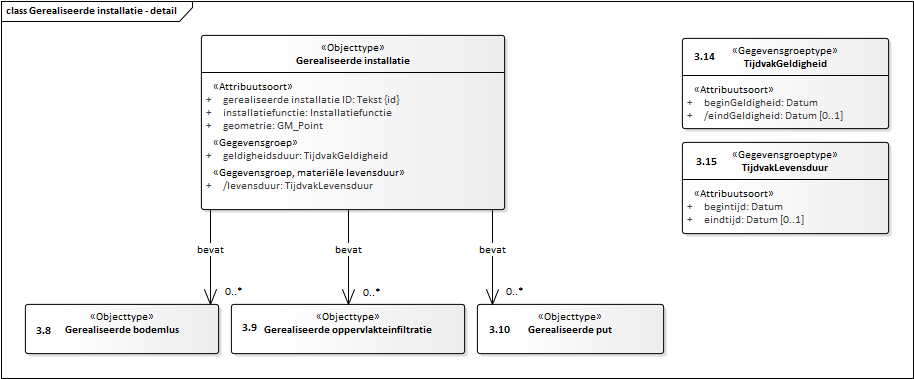 class Gerealiseerde installatie - detail
«Objecttype»
Gerealiseerde installatie
«Attribuutsoort»
+ gerealiseerde installatie ID: Tekst {id}
+ installatiefunctie: Installatiefunctie
+ geometrie: GM_Point
«Gegevensgroep»
+ geldigheidsduur: TijdvakGeldigheid
«Gegevensgroep, materiële levensduur»
+ /levensduur: TijdvakLevensduur
3.14
«Gegevensgroeptype»
TijdvakGeldigheid
«Attribuutsoort»
+ beginGeldigheid: Datum
+ /eindGeldigheid: Datum [0..1]
3.15
«Gegevensgroeptype»
TijdvakLevensduur
«Attribuutsoort»
+ begintijd: Datum
+ eindtijd: Datum [0..1]
bevat
bevat
bevat
0..*
0..*
0..*
«Objecttype»
3.8 Gerealiseerde bodemlus
«Objecttype»
3.9 Gerealiseerde oppervlakteinfiltratie
«Objecttype»
3.10 Gerealiseerde put